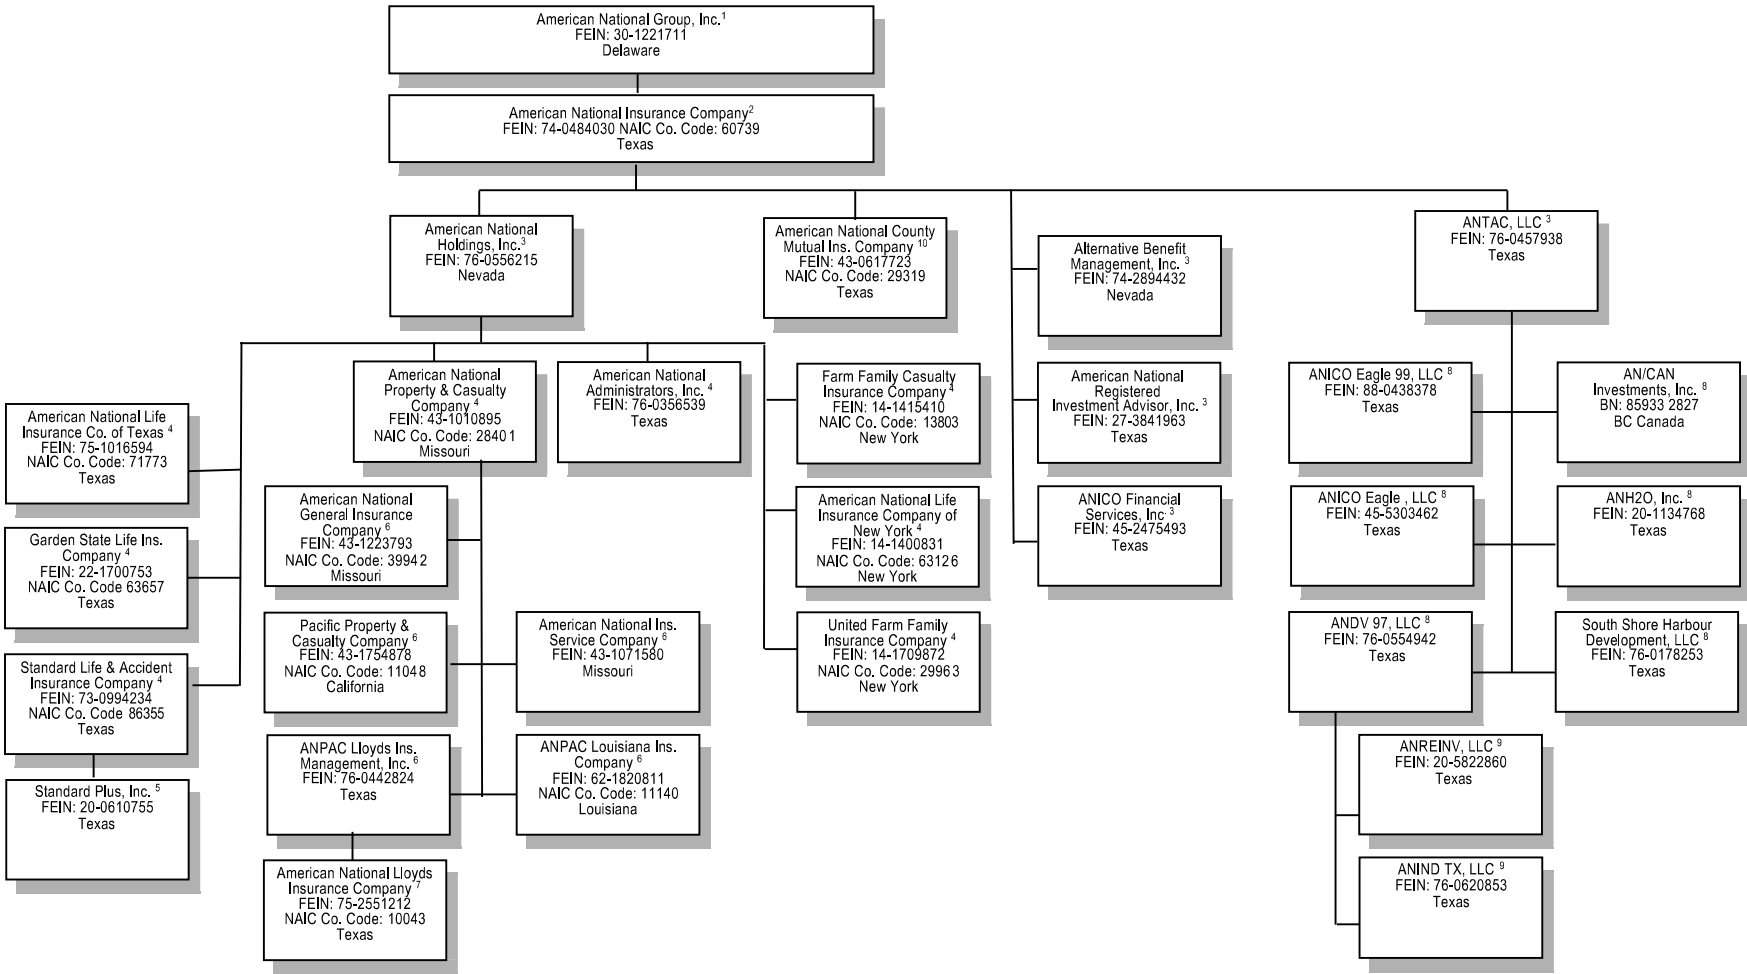 American National Group, Inc.1
FEIN: 30-1221711
Delaware
American National Insurance Company2
FEIN: 74-0484030 NAIC Co. Code: 60739
Texas
American National
Holdings, Inc.3
FEIN: 76-0556215
Nevada
American National County
Mutual Ins. Company 10
FEIN: 43-0617723
NAIC Co. Code: 29319
Texas
Alternative Benefit
Management, Inc. 3
FEIN: 74-2894432
Nevada
ANTAC, LLC 3
FEIN: 76-0457938
Texas
American National
Property & Casualty
Company 4
FEIN: 43-1010895
NAIC Co. Code: 28401
Missouri
American National
Administrators, Inc. 4
FEIN: 76-0356539
Texas
Farm Family Casualty
Insurance Company 4
FEIN: 14-1415410
NAIC Co. Code: 13803
New York
American National
Registered
Investment Advisor, Inc. 3
FEIN: 27-3841963
Texas
ANICO Eagle 99, LLC 8
FEIN: 88-0438378
Texas
AN/CAN
Investments, Inc. 8
BN: 85933 2827
BC Canada
American National Life
Insurance Co. of Texas 4
FEIN: 75-1016594
NAIC Co. Code: 71773
Texas
American National
General Insurance
Company 6
FEIN: 43-1223793
NAIC Co. Code: 39942
Missouri
American National Life
Insurance Company of
New York 4
FEIN: 14-1400831
NAIC Co. Code: 63126
New York
ANICO Financial
Services, Inc. 3
FEIN: 45-2475493
Texas
ANICO Eagle , LLC 8
FEIN: 45-5303462
Texas
ANH2O, Inc. 8
FEIN: 20-1134768
Texas
Garden State Life Ins.
Company 4
FEIN: 22-1700753
NAIC Co. Code 63657
Texas
Pacific Property &
Casualty Company 6
FEIN: 43-1754878
NAIC Co. Code: 11048
California
American National Ins.
Service Company 6
FEIN: 43-1071580
Missouri
United Farm Family
Insurance Company 4
FEIN: 14-1709872
NAIC Co. Code: 29963
New York
ANDV 97, LLC 8
FEIN: 76-0554942
Texas
South Shore Harbour
Development, LLC 8
FEIN: 76-0178253
Texas
Standard Life & Accident
Insurance Company 4
FEIN: 73-0994234
NAIC Co. Code 86355
Texas
ANPAC Lloyds Ins.
Management, Inc. 6
FEIN: 76-0442824
Texas
ANPAC Louisiana Ins.
Company 6
FEIN: 62-1820811
NAIC Co. Code: 11140
Louisiana
ANREINV, LLC 9
FEIN: 20-5822860
Texas
Standard Plus, Inc. 5
FEIN: 20-0610755
Texas
American National Lloyds
Insurance Company 7
FEIN: 75-2551212
NAIC Co. Code: 10043
Texas
ANIND TX, LLC 9
FEIN: 76-0620853
Texas